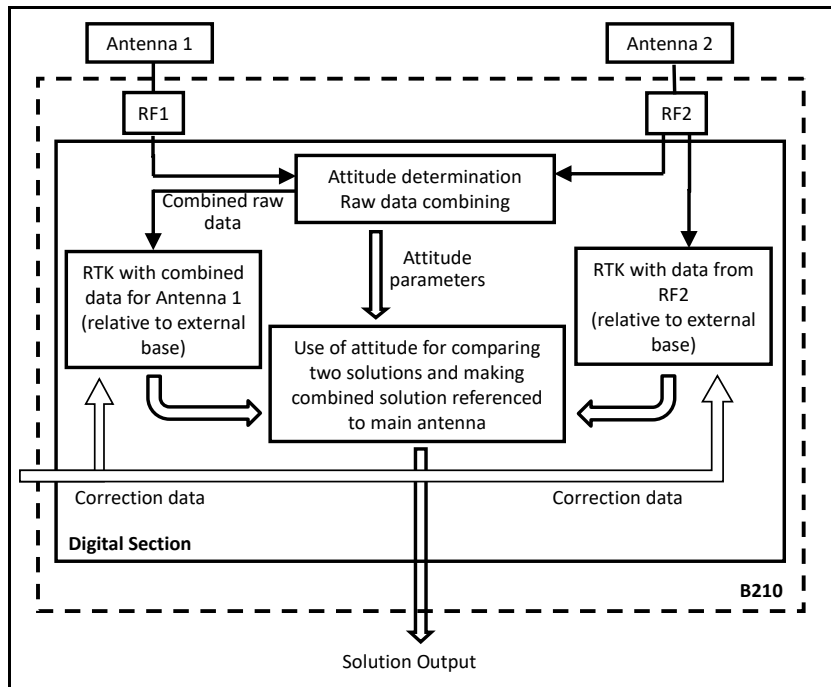 Antenna 1
Antenna 2
RF1
RF2
Attitude determination
Raw data combining
Combined raw
data
Attitude
parameters
RTK with combined
data for Antenna 1
(relative to external
base)
RTK with data from
RF2
(relative to external
base)
Use of attitude for comparing
two solutions and making
combined solution referenced
to main antenna
Correction data
Correction data
Digital Section
B210
Solution Output